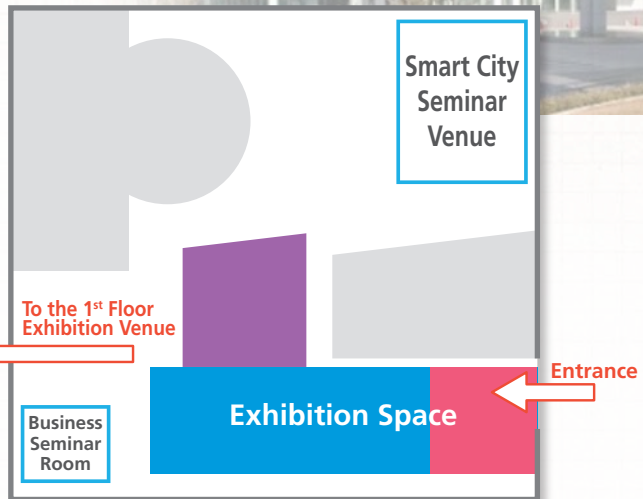 Smart City
Seminar
Venue
To the 1st Floor
Exhibition Venue
Entrance
Exhibition Space
Business
Seminar
Room